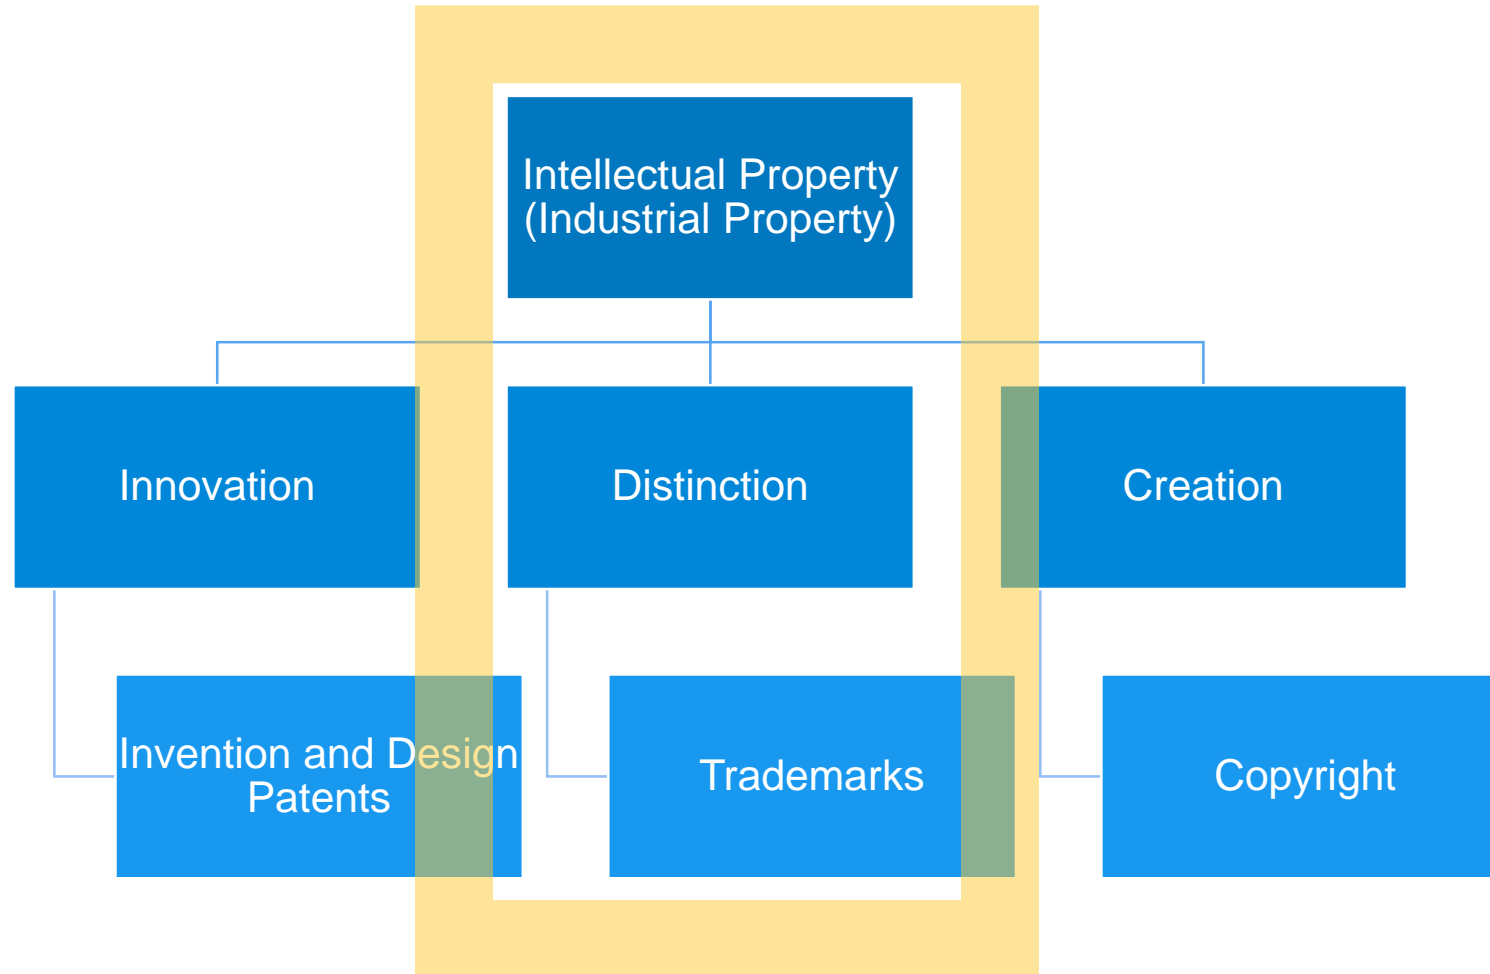 Intellectual Property
(Industrial Property)
Innovation
Distinction
Creation
Invention and Design
Patents
Trademarks
Copyright